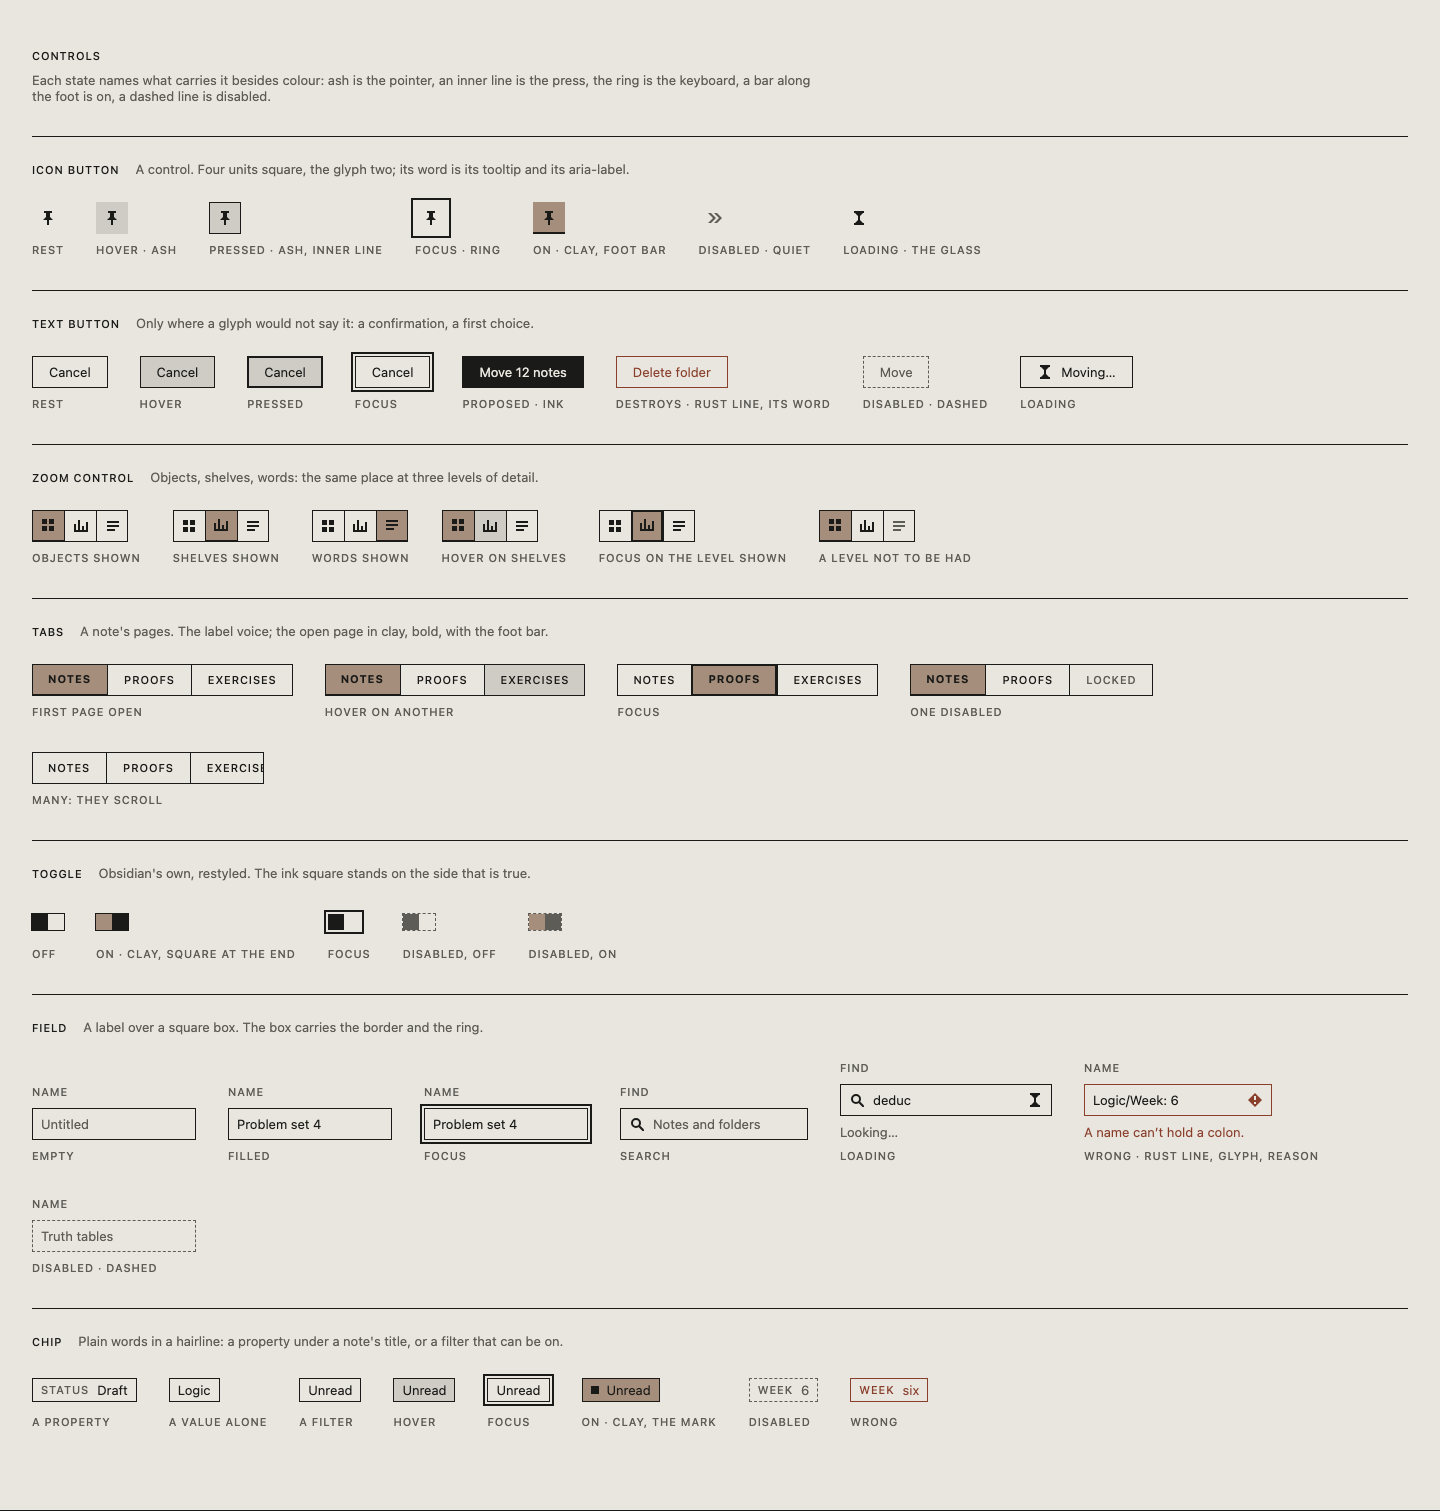 CONTROLS
Each state names what carries it besides colour: ash is the pointer, an inner line is the press, the ring is the keyboard, a bar along
the foot is on, a dashed line is disabled.
ICON BUTTON A control. Four units square, the glyph two; its word is its tooltip and its aria-label.
REST HOVER · ASH PRESSED · ASH, INNER LINE FOCUS · RING ON · CLAY, FOOT BAR DISABLED · QUIET LOADING · THE GLASS
TEXT BUTTON Only where a glyph would not say it: a confirmation, a first choice.
Cancel Cancel Cancel Cancel Move 12 notes Delete folder Move Moving…
REST HOVER PRESSED FOCUS PROPOSED · INK DESTROYS · RUST LINE, ITS WORD DISABLED · DASHED LOADING
ZOOM CONTROL Objects, shelves, words: the same place at three levels of detail.
OBJECTS SHOWN SHELVES SHOWN WORDS SHOWN HOVER ON SHELVES FOCUS ON THE LEVEL SHOWN A LEVEL NOT TO BE HAD
TABS A note's pages. The label voice; the open page in clay, bold, with the foot bar.
NOTES PROOFS EXERCISES NOTES PROOFS EXERCISES NOTES PROOFS EXERCISES NOTES PROOFS LOCKED
FIRST PAGE OPEN HOVER ON ANOTHER FOCUS ONE DISABLED
NOTES PROOFS EXERCISE
MANY: THEY SCROLL
TOGGLE Obsidian's own, restyled. The ink square stands on the side that is true.
OFF ON · CLAY, SQUARE AT THE END FOCUS DISABLED, OFF DISABLED, ON
FIELD A label over a square box. The box carries the border and the ring.
NAME NAME NAME FIND FIND NAME
Untitled Problem set 4 Problem set 4 Notes and folders deduc Logic/Week: 6
Looking… A name can't hold a colon.
EMPTY FILLED FOCUS SEARCH LOADING WRONG · RUST LINE, GLYPH, REASON
NAME
Truth tables
DISABLED · DASHED
CHIP Plain words in a hairline: a property under a note's title, or a filter that can be on.
STATUS Draft Logic Unread Unread Unread Unread WEEK 6 WEEK six
A PROPERTY A VALUE ALONE A FILTER HOVER FOCUS ON · CLAY, THE MARK DISABLED WRONG